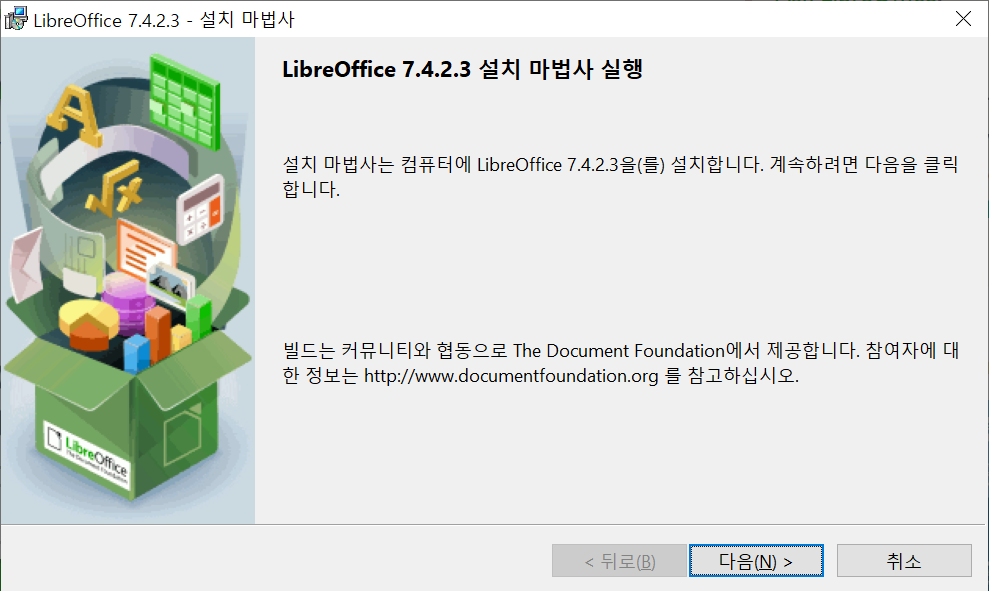 LibreOffice 7.4.2.3 - 설치 마법사
LibreOffice 7.4.2.3 설치 마법사 실행
설치 마법사는 컴퓨터에 LibreOffice 7.4.2.3을(를) 설치합니다. 계속하려면 다음을 클릭
합니다.
빌드는 커뮤니티와 협동으로 The Document Foundation에서 제공합니다. 참여자에 대
한 정보는 http://www.documentfoundation.org 를 참고하십시오.
A
√x
LibreOffice
The Document Foundation
< 뒤로(B)
다음(N) >
취소